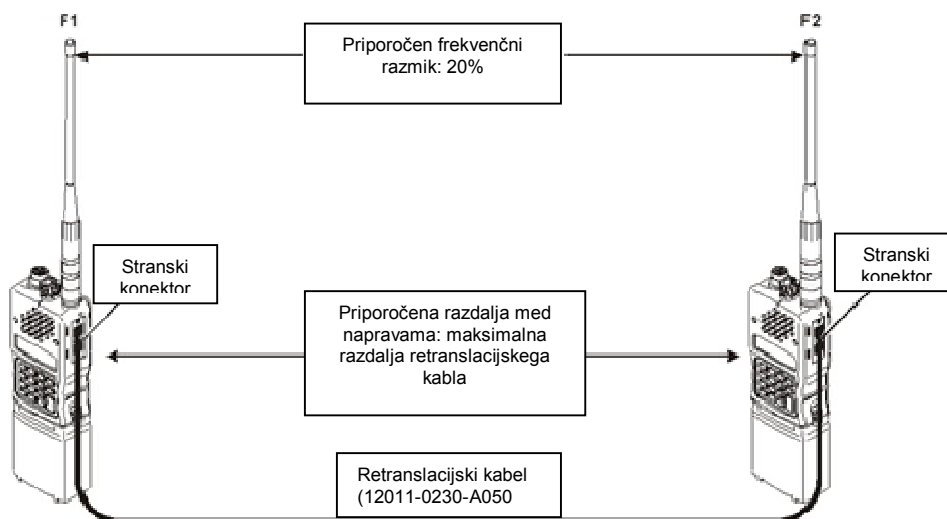 F1
F2
Priporočen frekvenčni
razmik: 20%
Stranski
konektor
Stranski
konektor
Priporočena razdalja med
napravama: maksimalna
razdalja retranslacijskega
kabla
Retranslacijski kabel
(12011-0230-A050